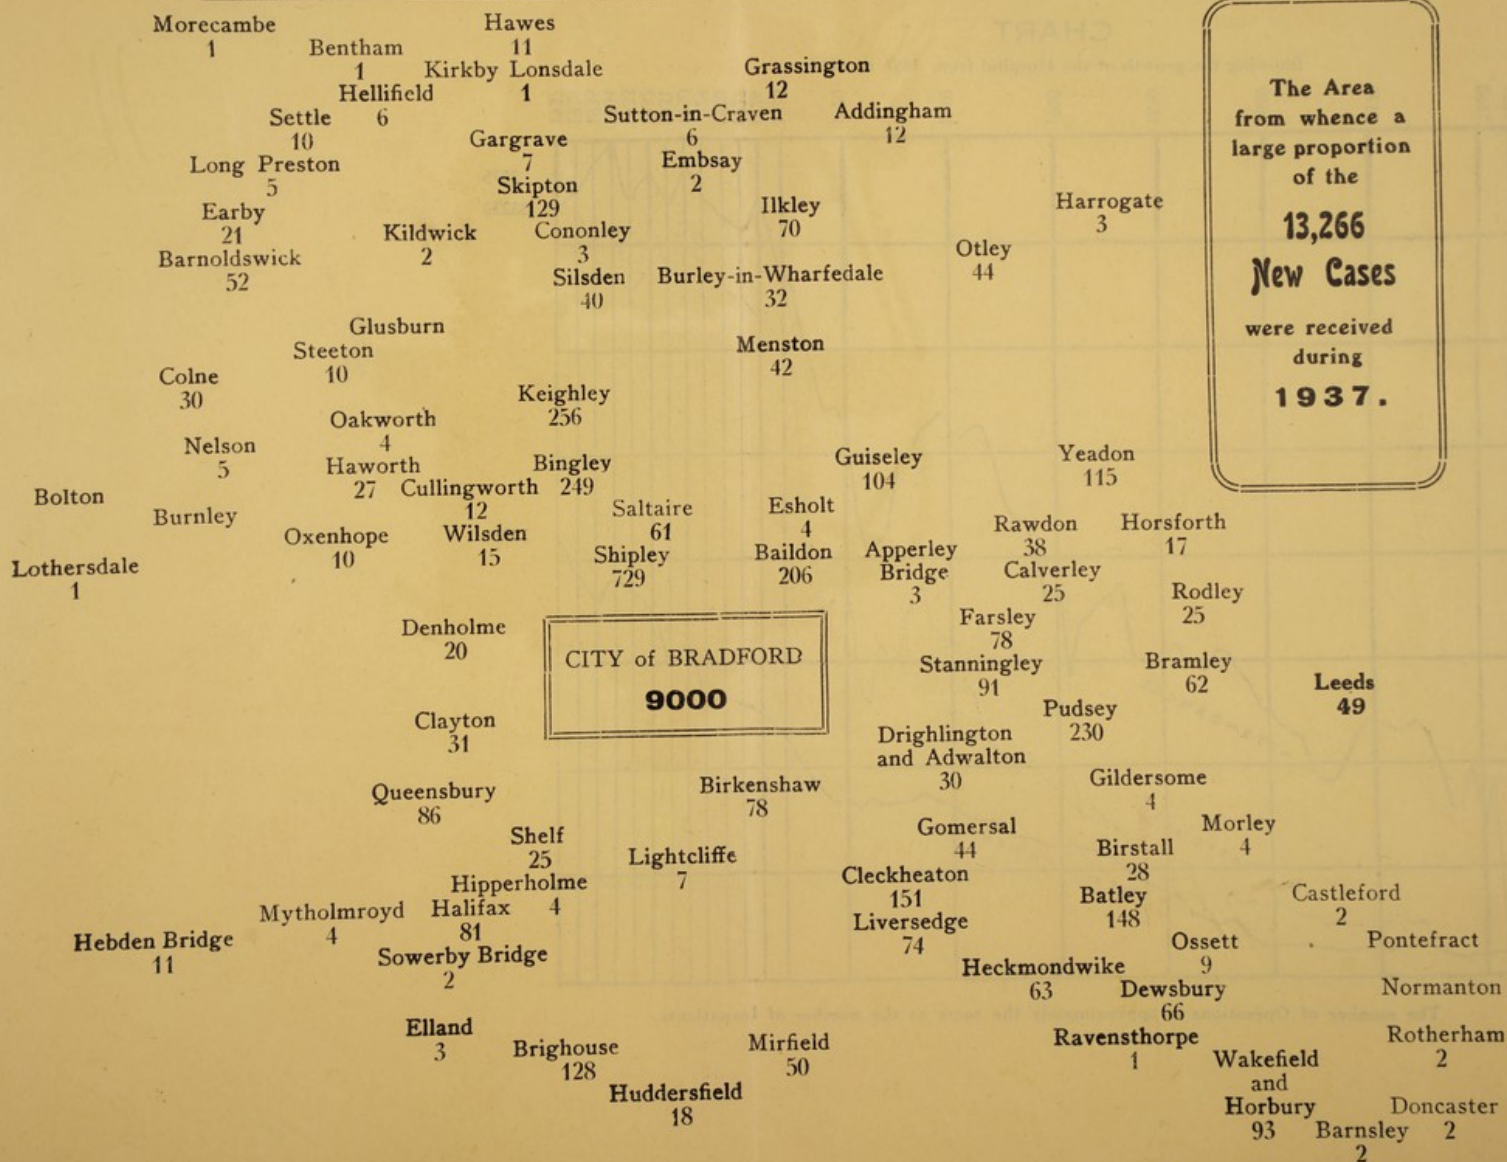 Morecambe
1
Hawes
11
Bentham
1
Kirkby Lonsdale
1
Grassington
12
Hellifield
6
Settle
10
Sutton-in-Craven
6
Addingham
12
Gargrave
7
Long Preston
5
Embsay
2
Skipton
129
Earby
21
Ilkley
70
Harrogate
3
Kildwick
2
Cononley
3
Otley
44
Barnoldswick
52
Silsden
40
Burley-in-Wharfedale
32
Glusburn
Steeton
10
Menston
42
Colne
30
Keighley
256
Oakworth
4
Nelson
5
Haworth
27
Bingley
249
Guiseley
104
Yeadon
115
Bolton
Cullingworth
12
Burnley
Saltaire
61
Esholt
4
Rawdon
38
Horsforth
17
Oxenhope
10
Wilsden
15
Shipley
729
Baildon
206
Apperley
Bridge
3
Calverley
25
Lothersdale
1
Rodley
25
Farsley
78
Denholme
20
CITY of BRADFORD
9000
Stanningley
91
Bramley
62
Leeds
49
Pudsey
230
Clayton
31
Drighlington
and Adwalton
30
Gildersome
4
Queensbury
86
Birkenshaw
78
Shelf
25
Gomersal
44
Morley
4
Lightcliffe
7
Birstall
28
Cleckheaton
151
Hipperholme
4
Batley
148
Castleford
2
Mytholmroyd
4
Halifax
81
Liversedge
74
Hebden Bridge
11
Ossett
9
Pontefract
Sowerby Bridge
2
Heckmondwike
63
Dewsbury
66
Normanton
Elland
3
Brighouse
128
Mirfield
50
Ravensthorpe
1
Rotherham
2
Wakefield
and
Horbury
93
Huddersfield
18
Doncaster
2
Barnsley
2
The Area
from whence a
large proportion
of the
13,266
New Cases
were received
during
1937.